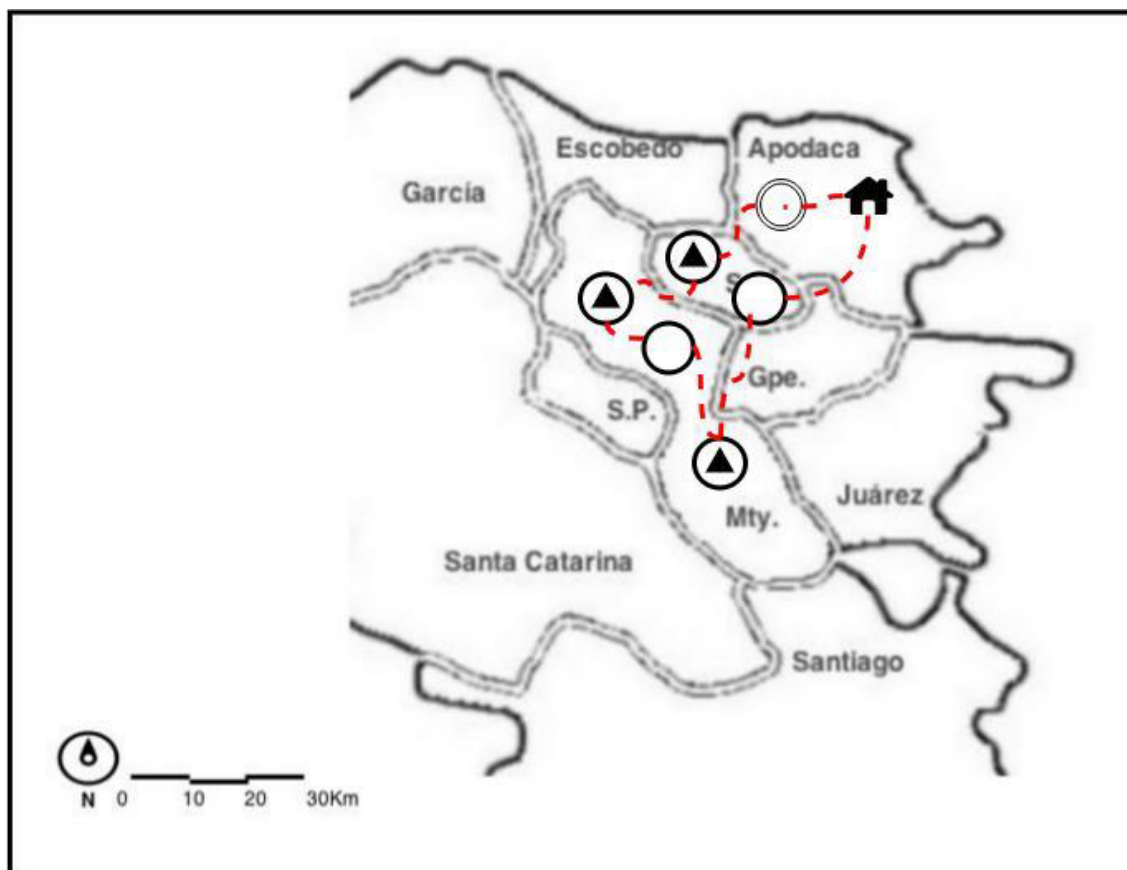 Escobedo
Apodaca
García
S
Gpe.
S.P.
Juárez
Mty.
Santa Catarina
Santiago
N
0 10 20 30Km